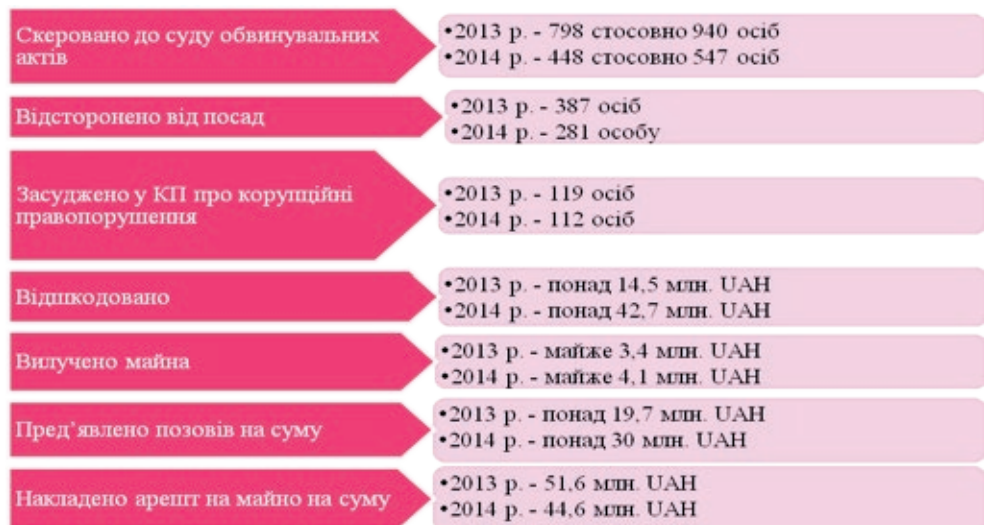 Скеровано до суду обвинувальних
актів
•2013 р. - 798 стосовно 940 осіб
•2014 р. - 448 стосовно 547 осіб
Відсторонено від посад
•2013 р. - 387 осіб
•2014 р. - 281 особу
Засуджено у КП про корупційні
правопорушення
•2013 р. - 119 осіб
•2014 р. - 112 осіб
Відшкодовано
•2013 р. - понад 14,5 млн. UAH
•2014 р. - понад 42,7 млн. UAH
Вилучено майна
•2013 р. - майже 3,4 млн. UAH
•2014 р. - майже 4,1 млн. UAH
Пред’явлено позовів на суму
•2013 р. - понад 19,7 млн. UAH
•2014 р. - понад 30 млн. UAH
Накладено арешт на майно на суму
•2013 р. - 51,6 млн. UAH
•2014 р. - 44,6 млн. UAH